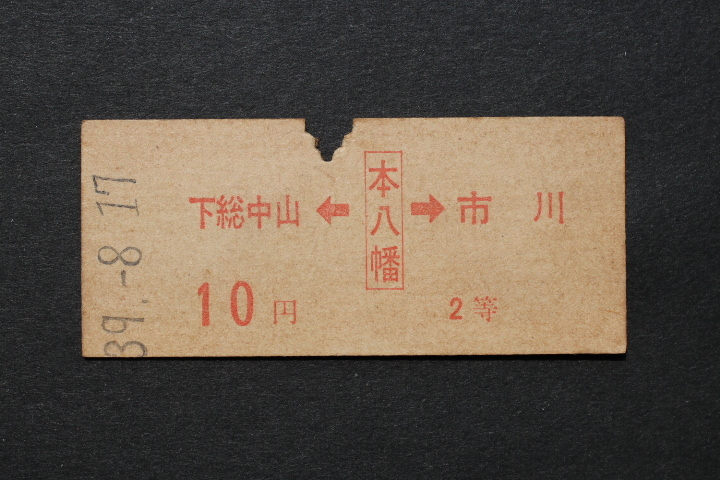 39.-8.17
下総中山 ← 本八幡 → 市川
10円 2等